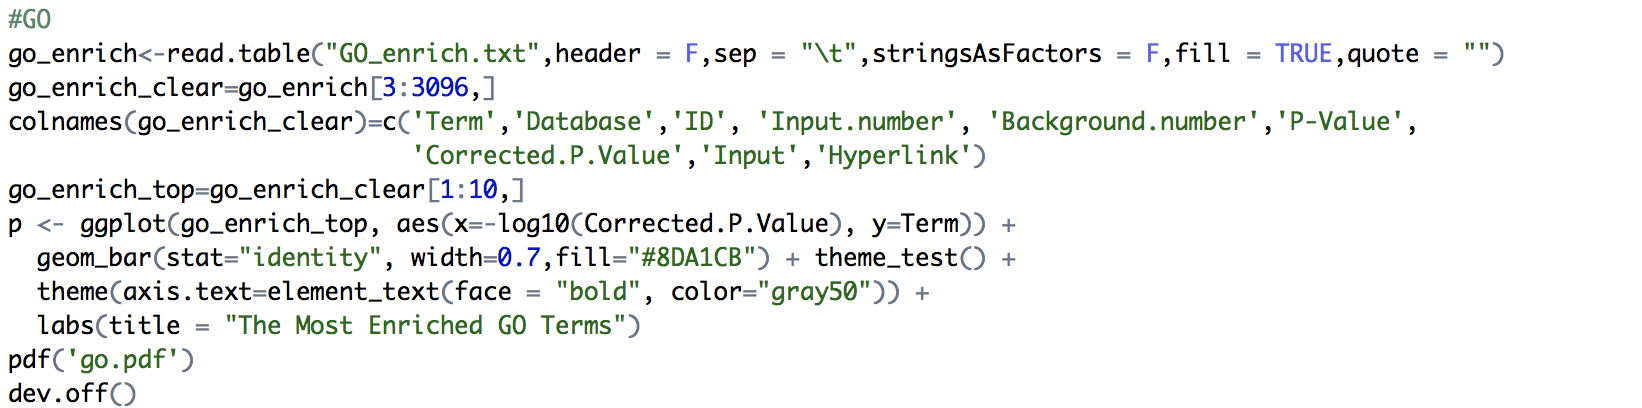 #GO
go_enrich<-read.table("GO_enrich.txt",header = F,sep = "\t",stringsAsFactors = F,fill = TRUE,quote = "")
go_enrich_clear=go_enrich[3:3096,]
colnames(go_enrich_clear)=c('Term','Database','ID', 'Input.number', 'Background.number','P-Value',
                            'Corrected.P.Value','Input','Hyperlink')
go_enrich_top=go_enrich_clear[1:10,]
p <- ggplot(go_enrich_top, aes(x=-log10(Corrected.P.Value), y=Term)) +
  geom_bar(stat="identity", width=0.7,fill="#8DA1CB") + theme_test() +
  theme(axis.text=element_text(face = "bold", color="gray50")) +
  labs(title = "The Most Enriched GO Terms")
pdf('go.pdf')
dev.off()